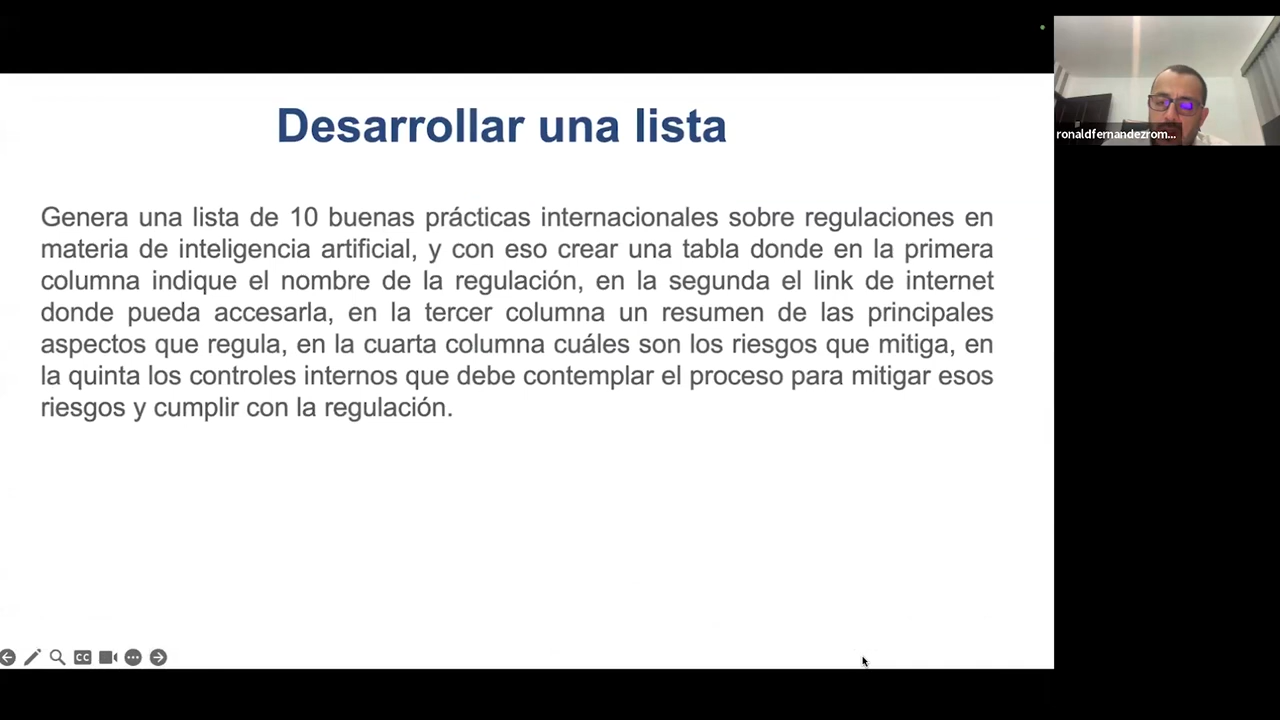 Desarrollar una lista
Genera una lista de 10 buenas prácticas internacionales sobre regulaciones en
materia de inteligencia artificial, y con eso crear una tabla donde en la primera
columna indique el nombre de la regulación, en la segunda el link de internet
donde pueda accesarla, en la tercer columna un resumen de las principales
aspectos que regula, en la cuarta columna cuáles son los riesgos que mitiga, en
la quinta los controles internos que debe contemplar el proceso para mitigar esos
riesgos y cumplir con la regulación.
ronaldfernandezrom...
CC